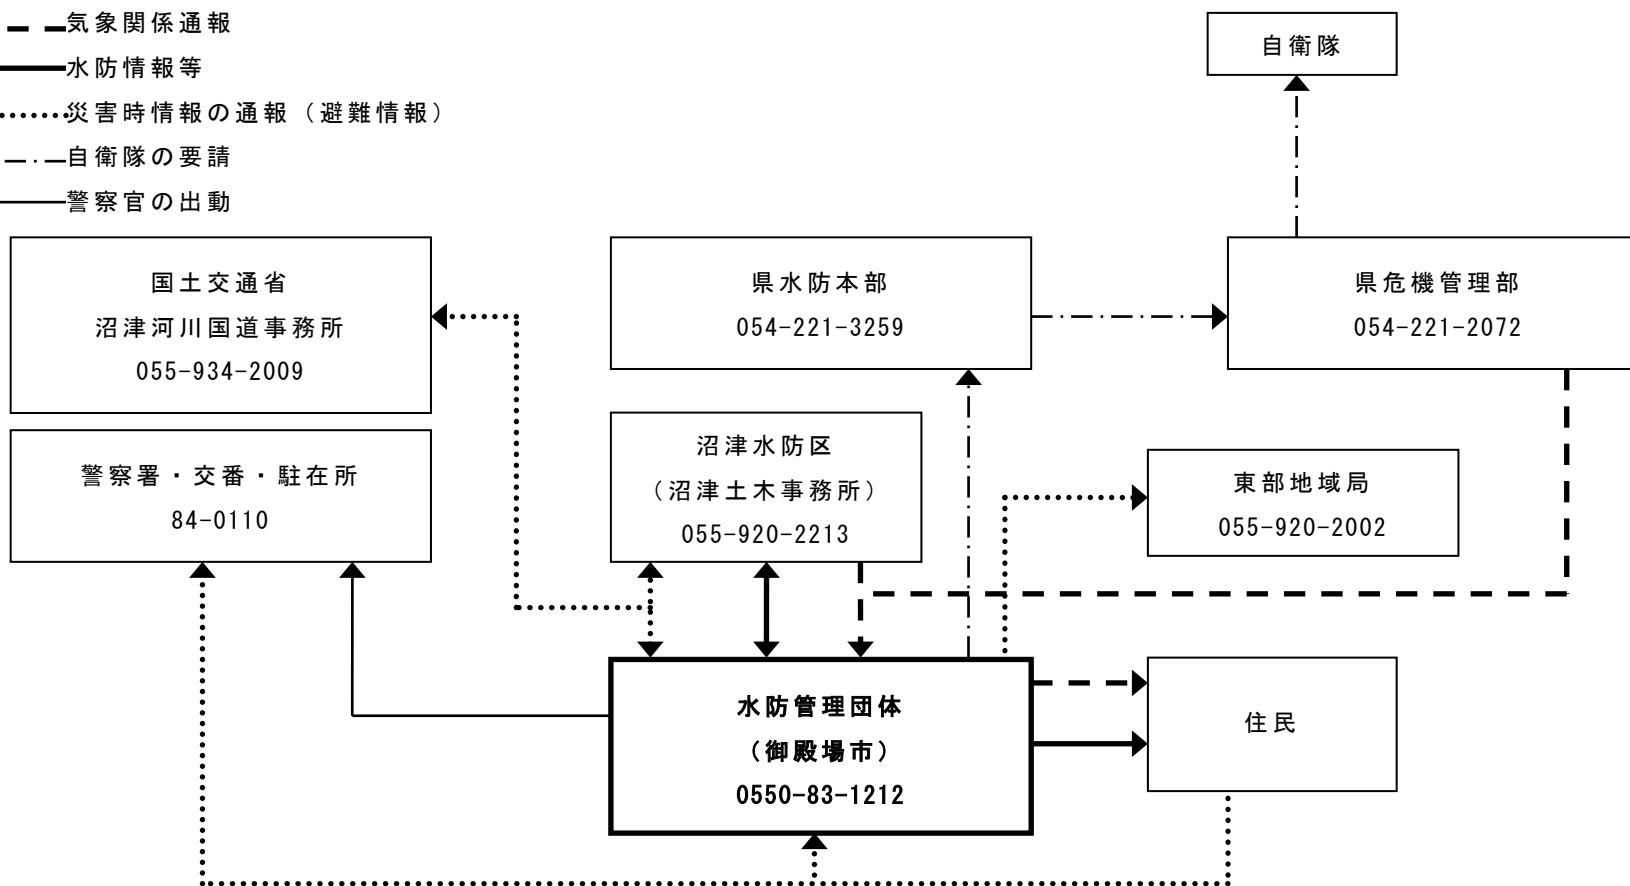 気象関係通報
水防情報等
災害時情報の通報（避難情報）
自衛隊の要請
警察官の出動
自衛隊
国土交通省
沼津河川国道事務所
055-934-2009
県水防本部
054-221-3259
県危機管理部
054-221-2072
警察署・交番・駐在所
84-0110
沼津水防区
（沼津土木事務所）
055-920-2213
東部地域局
055-920-2002
水防管理団体
（御殿場市）
0550-83-1212
住民